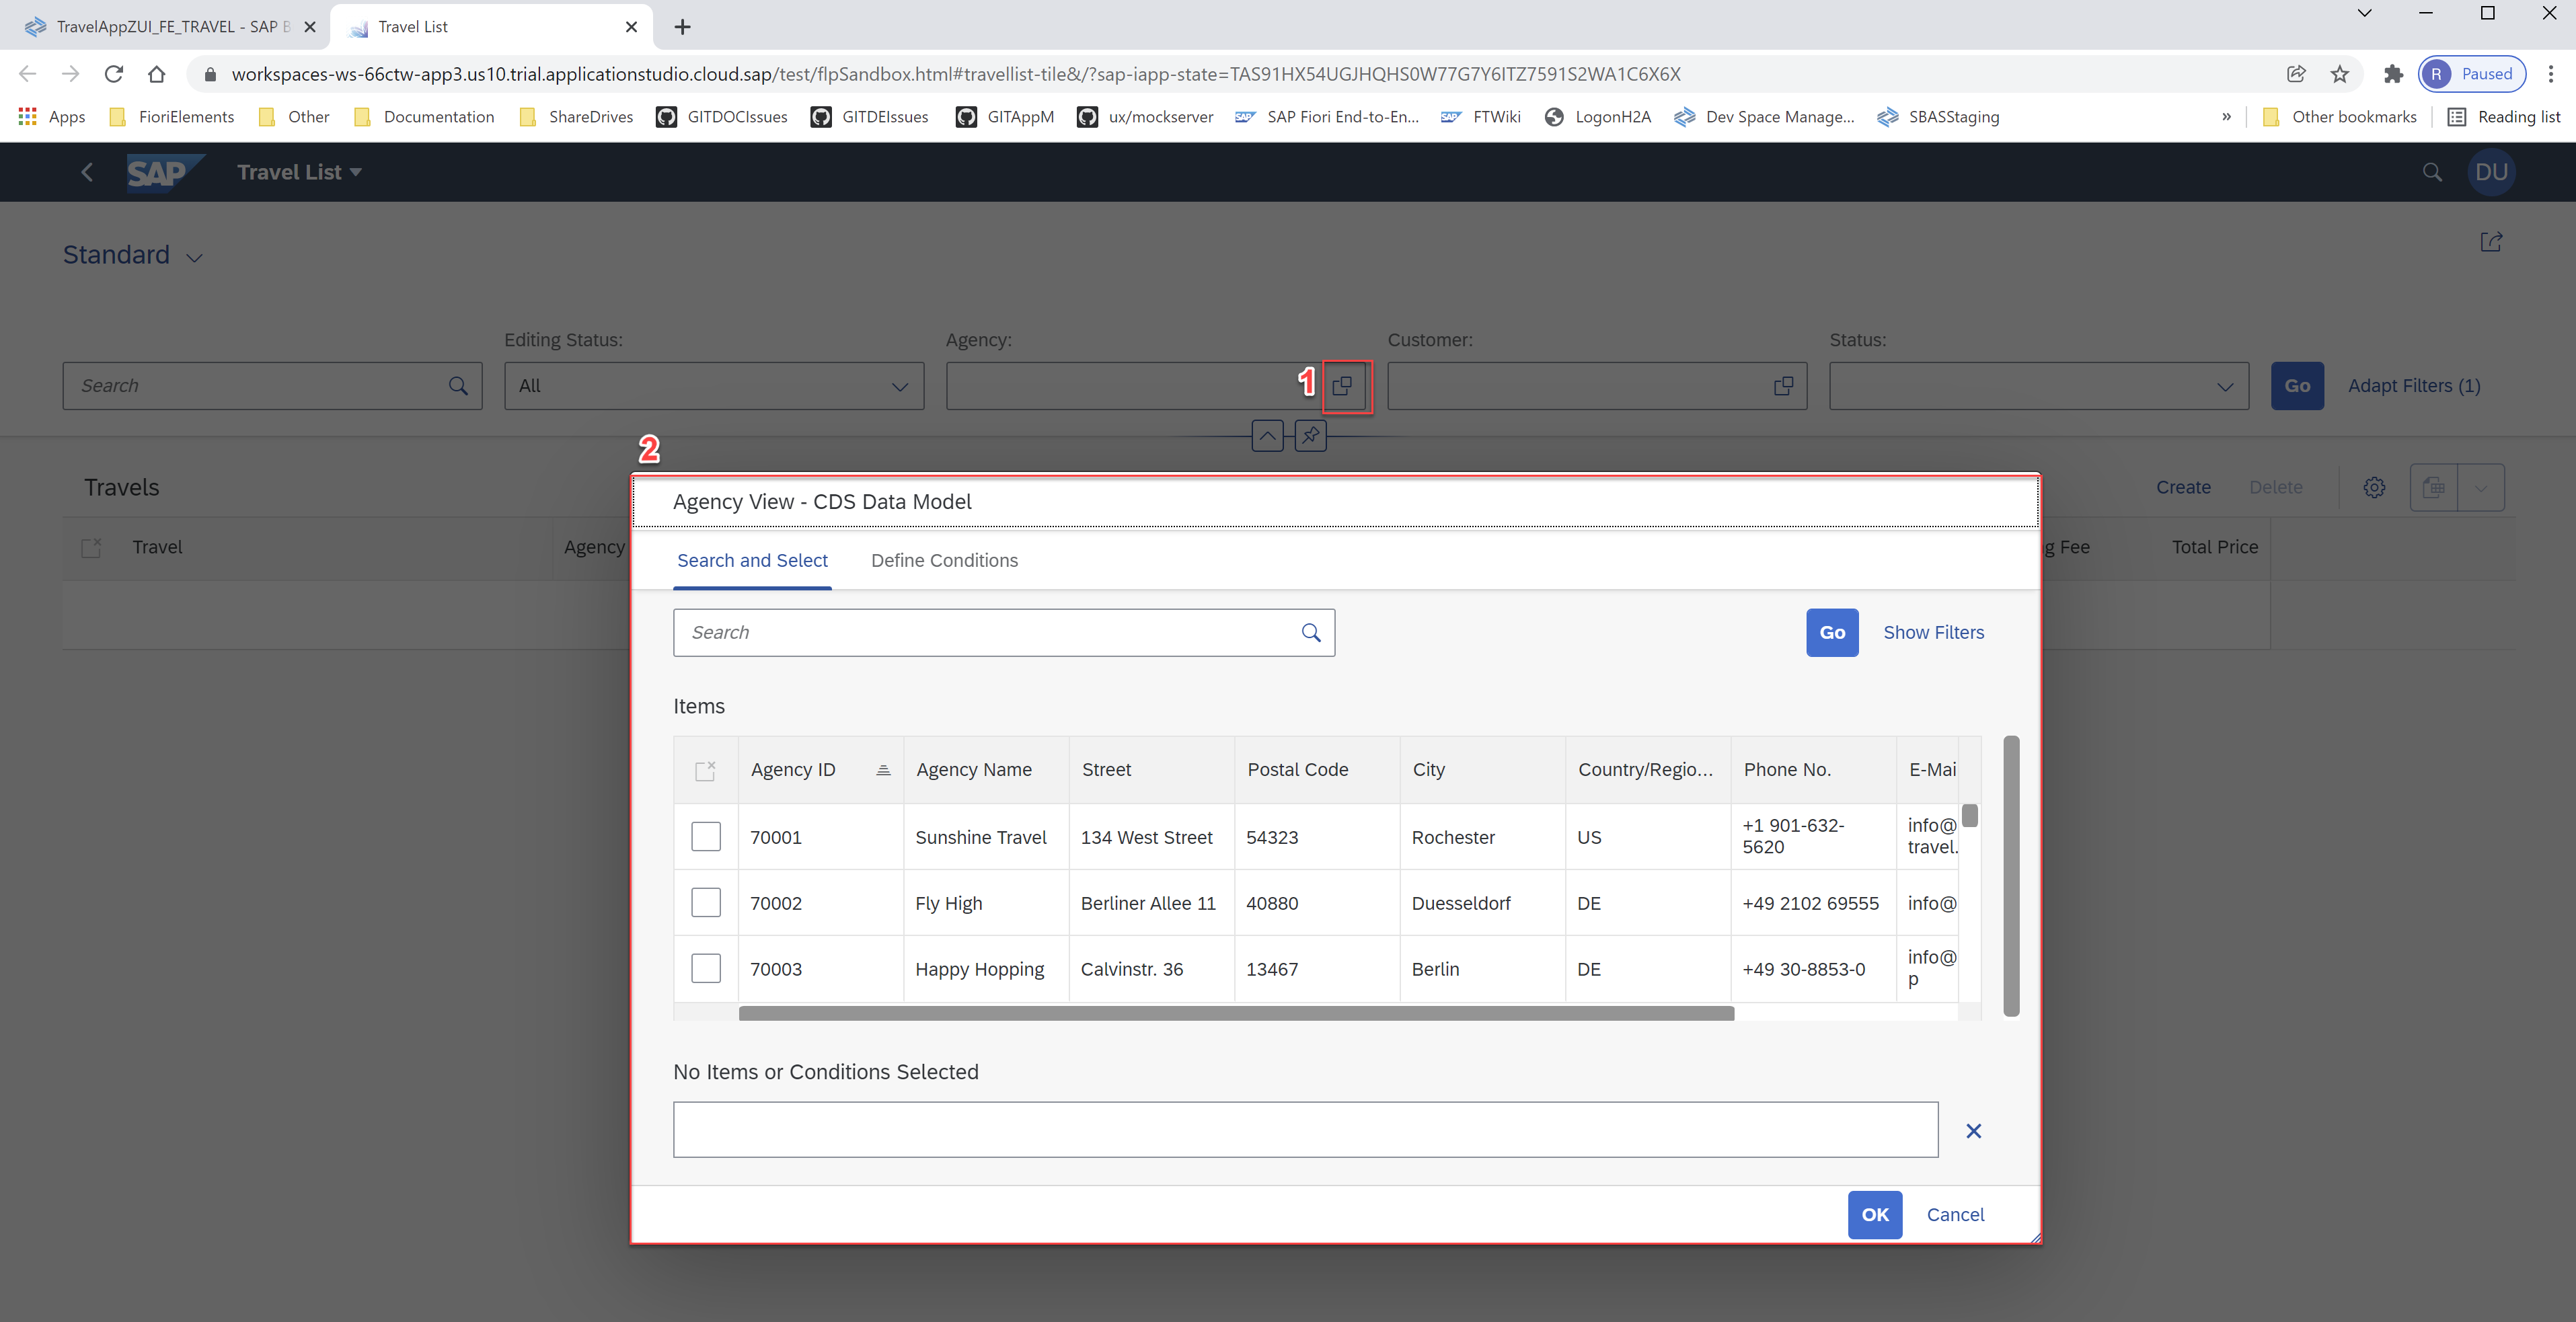 TravelAppZUI_FE_TRAVEL - SAP B
Travel List
workspaces-ws-66ctw-app3.us10.trial.applicationstudio.cloud.sap/test/flpSandbox.html#travellist-tile&/?sap-iapp-state=TAS91HX54UGJHQHS0W77G7Y6ITZ7591S2WA1C6X6X
R Paused
Apps FioriElements Other Documentation ShareDrives GITDOCIssues GITDEIssues GITAppM ux/mockserver SAP Fiori End-to-En... FTWiki LogonH2A Dev Space Manage... SBASStaging » Other bookmarks Reading list
SAP Travel List DU
Standard
Editing Status: Agency: Customer: Status:
Search All 1 Go Adapt Filters (1)
2
Travels Create Delete
Travel Agency g Fee Total Price
Agency View - CDS Data Model
Search and Select Define Conditions
Search Go Show Filters
Items
Agency ID Agency Name Street Postal Code City Country/Regio... Phone No. E-Mai
70001 Sunshine Travel 134 West Street 54323 Rochester US +1 901-632-5620 info@ travel.
70002 Fly High Berliner Allee 11 40880 Duesseldorf DE +49 2102 69555 info@
70003 Happy Hopping Calvinstr. 36 13467 Berlin DE +49 30-8853-0 info@ p
No Items or Conditions Selected
OK Cancel